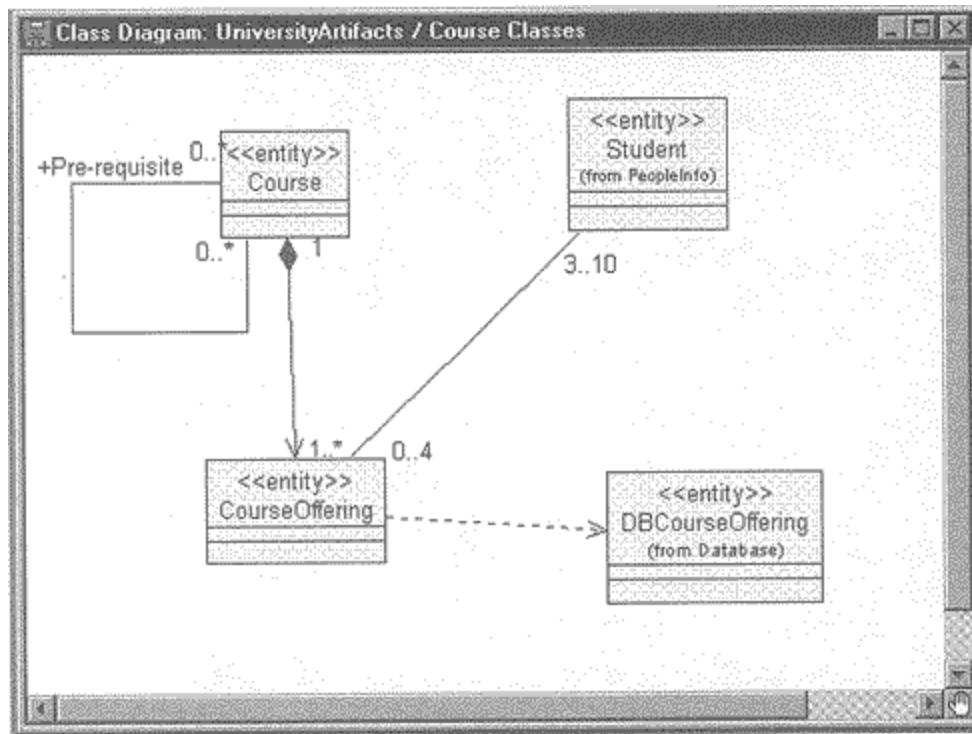 Class Diagram: UniversityArtifacts / Course Classes
+Pre-requisite
0..*
<<entity>>
Course
0..*
1
<<entity>>
Student
(from PeopleInfo)
3..10
1..*
0..4
<<entity>>
CourseOffering
<<entity>>
DBCourseOffering
(from Database)